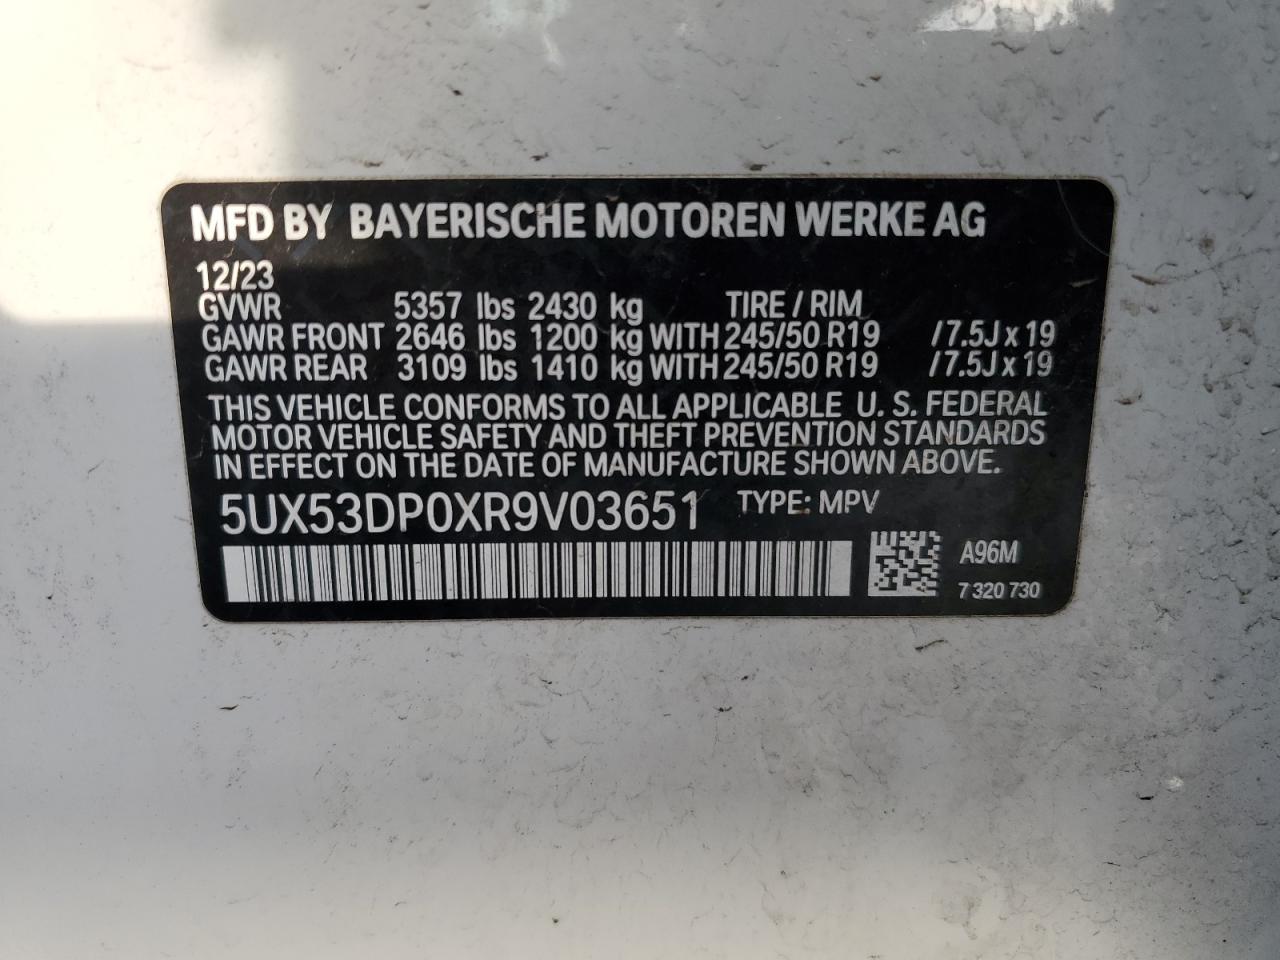 MFD BY BAYERISCHE MOTOREN WERKE AG
12/23
GVWR 5357 lbs 2430 kg TIRE / RIM
GAWR FRONT 2646 lbs 1200 kg WITH 245/50 R19 /7.5J x 19
GAWR REAR 3109 lbs 1410 kg WITH 245/50 R19 /7.5J x 19
THIS VEHICLE CONFORMS TO ALL APPLICABLE U. S. FEDERAL
MOTOR VEHICLE SAFETY AND THEFT PREVENTION STANDARDS
IN EFFECT ON THE DATE OF MANUFACTURE SHOWN ABOVE.
5UX53DP0XR9V03651 TYPE: MPV
A96M
7 320 730